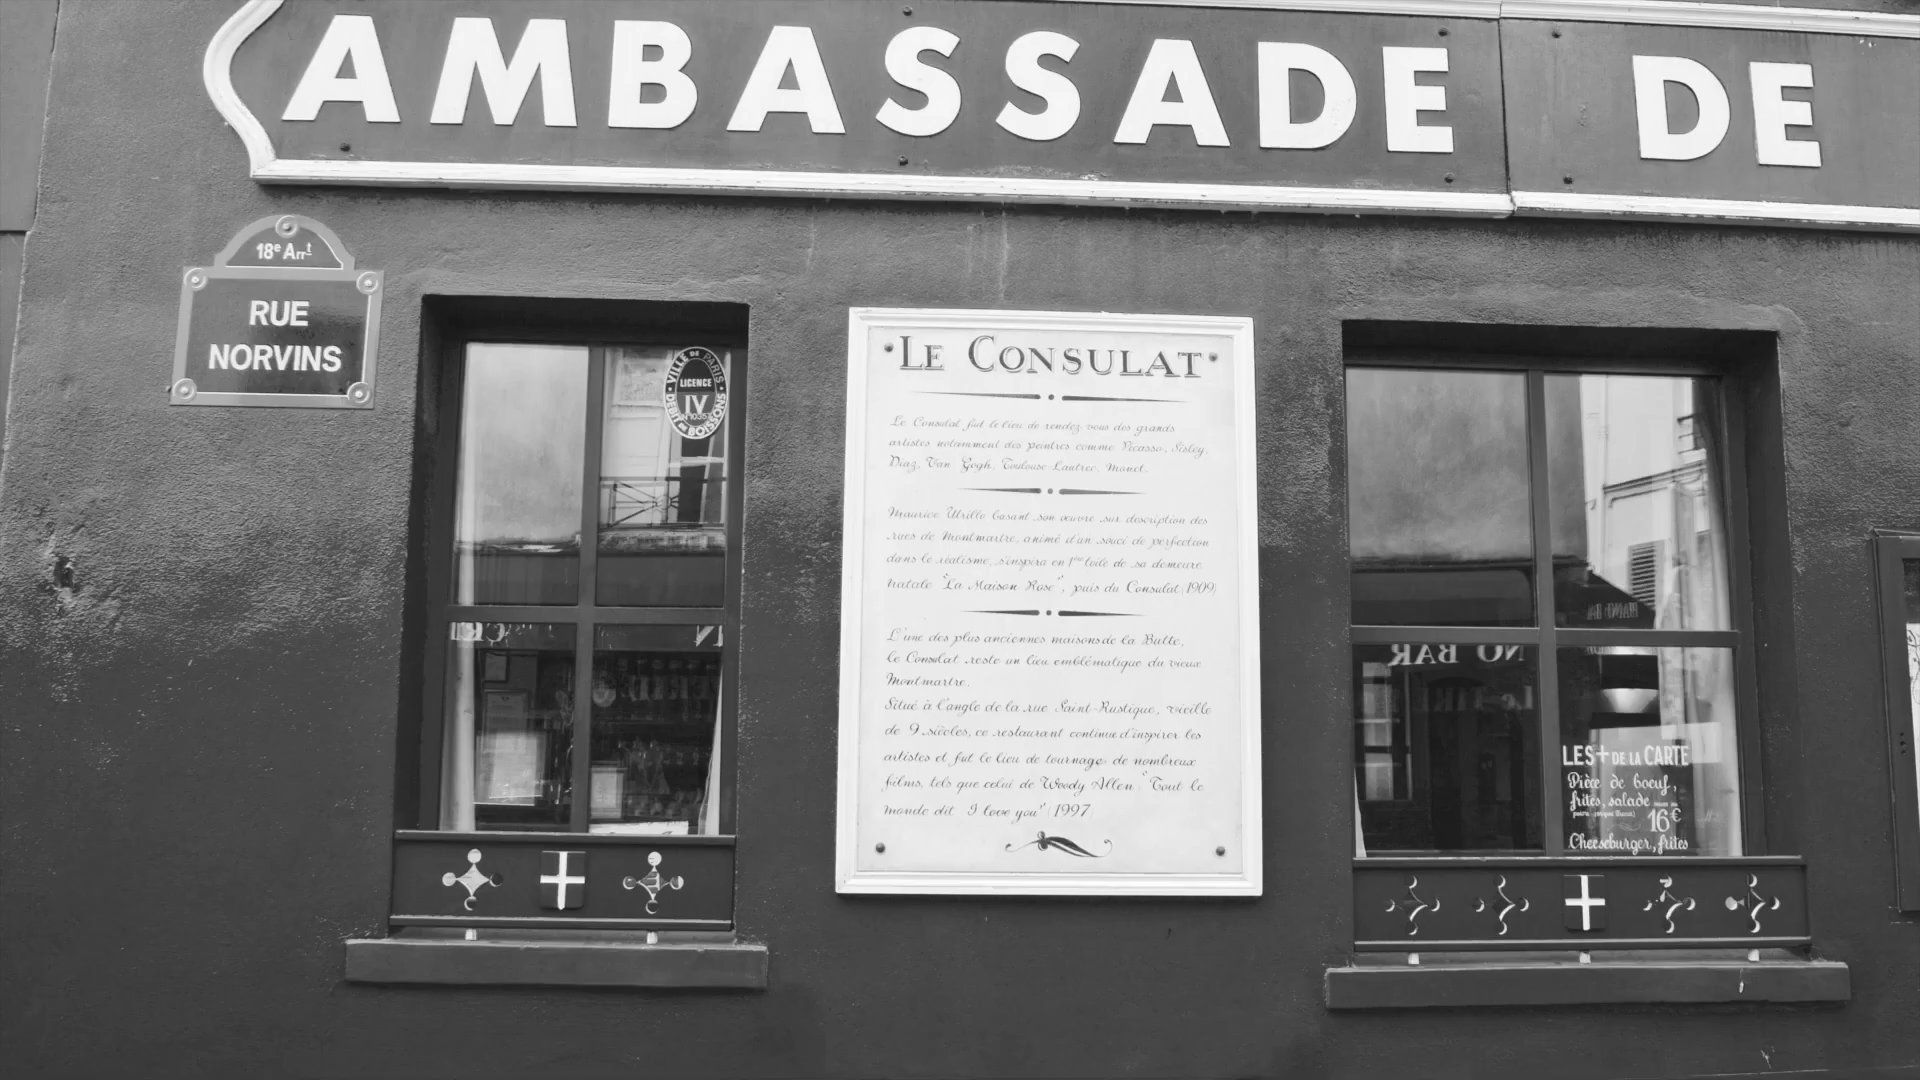 AMBASSADE DE
18e Arrt
RUE
NORVINS
VILLE DE PARIS
LICENCE
IV
DEBIT DE BOISSONS
LE CONSULAT
Le Consulat fut le lieu de rendez-vous des grands
artistes notamment des peintres comme Picasso, Sisley,
Diaz, Van Gogh, Toulouse-Lautrec, Monet.
Maurice Utrillo basant son œuvre sur description des
rues de Montmartre, animé d'un souci de perfection
dans le réalisme, s'inspira en 1ère toile de sa demeure
natale "La Maison Rose", puis du Consulat (1909)
L'une des plus anciennes maisons de la Butte,
le Consulat reste un lieu emblématique du vieux
Montmartre.
Situé à l'angle de la rue Saint-Rustique, vieille
de 9 siècles, ce restaurant continue d'inspirer les
artistes et fut le lieu de tournage de nombreux
films, tels que celui de Woody Allen "Tout le
monde dit I love you" (1997)
NO BAR
LES + DE LA CARTE
Pièce de boeuf,
frites, salade
16€
Cheeseburger, frites